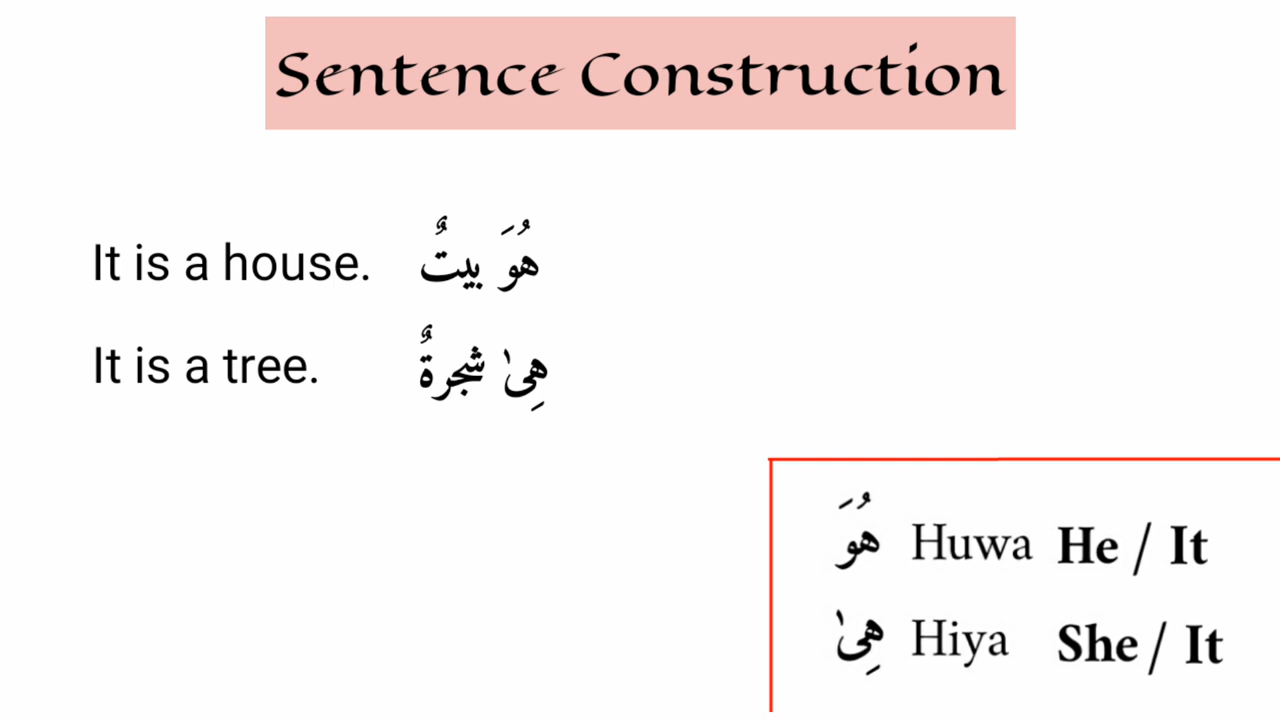 Sentence Construction
It is a house. هُوَ بيتٌ
It is a tree. هِىٰ شجرةٌ
هُوَ Huwa He / It
هِىٰ Hiya She / It